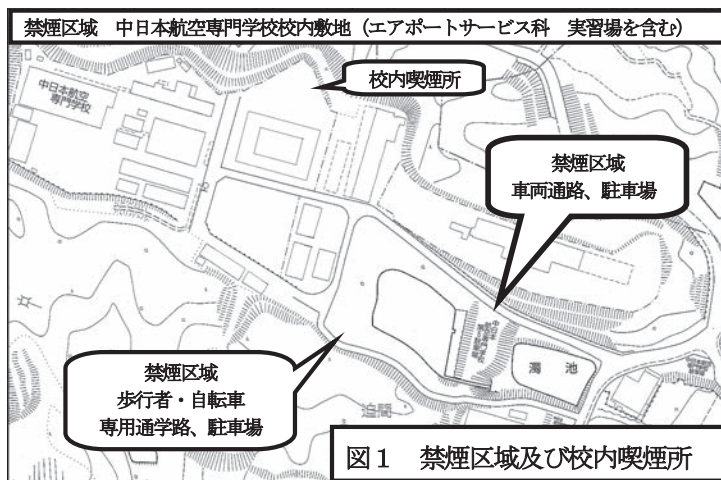 禁煙区域 中日本航空専門学校校内敷地（エアポートサービス科 実習場を含む）
校内喫煙所
中日本航空
専門学校
禁煙区域
車両通路、駐車場
禁煙区域
歩行者・自転車
専用通学路、駐車場
濁池
迫間
図1 禁煙区域及び校内喫煙所